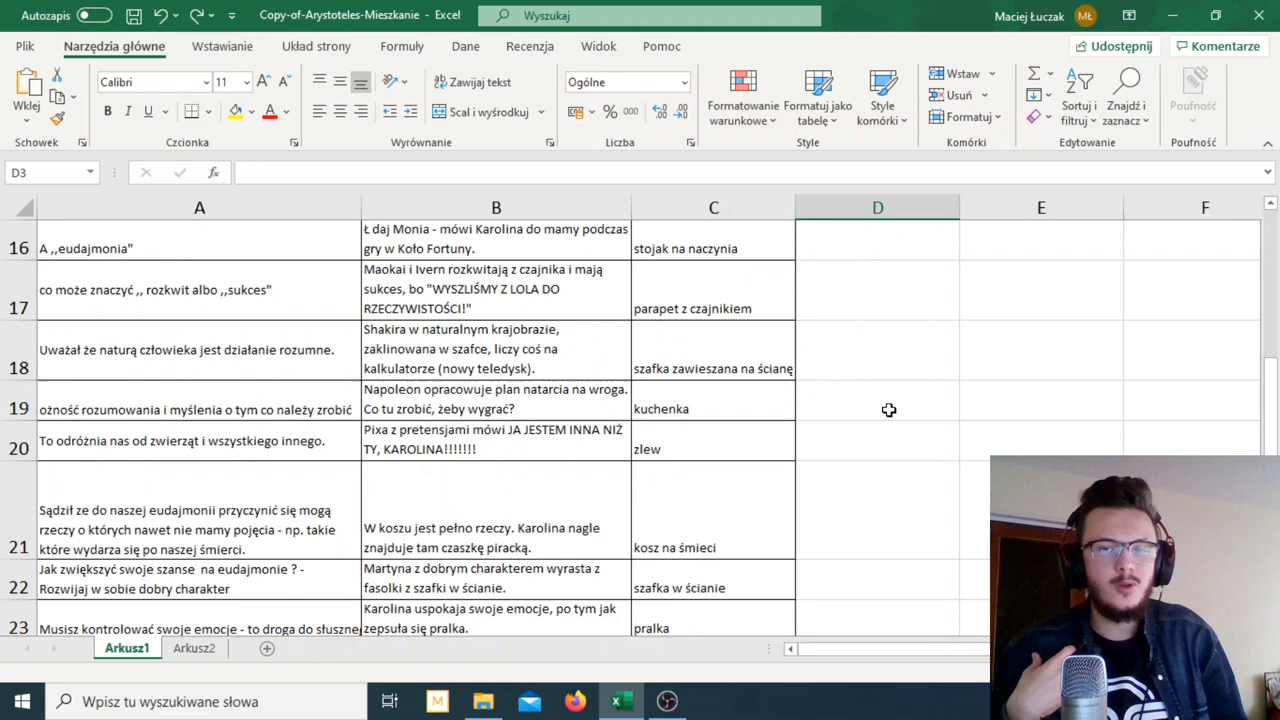 Autozapis
Copy-of-Arystoteles-Mieszkanie - Excel
Wyszukaj
Maciej Łuczak
MŁ
Plik
Narzędzia główne
Wstawianie
Układ strony
Formuły
Dane
Recenzja
Widok
Pomoc
Udostępnij
Komentarze
Wklej
Calibri
11
B I U
Zawijaj tekst
Scal i wyśrodkuj
Ogólne
% 000
Formatowanie warunkowe
Formatuj jako tabelę
Style komórki
Wstaw
Usuń
Formatuj
Sortuj i filtruj
Znajdź i zaznacz
Poufność
Schowek
Czcionka
Wyrównanie
Liczba
Style
Komórki
Edytowanie
Poufność
D3
fx
A B C D E F
Ł daj Monia - mówi Karolina do mamy podczas
16 A ,,eudajmonia" gry w Koło Fortuny. stojak na naczynia
Maokai i Ivern rozkwitają z czajnika i mają
co może znaczyć ,, rozkwit albo ,,sukces" sukces, bo "WYSZLIŚMY Z LOLA DO
17 RZECZYWISTOŚCI!" parapet z czajnikiem
Shakira w naturalnym krajobrazie,
Uważał że naturą człowieka jest działanie rozumne. zaklinowana w szafce, liczy coś na
18 kalkulatorze (nowy teledysk). szafka zawieszana na ścianę
Napoleon opracowuje plan natarcia na wroga.
19 ożność rozumowania i myślenia o tym co należy zrobić Co tu zrobić, żeby wygrać? kuchenka
To odróżnia nas od zwierząt i wszystkiego innego. Pixa z pretensjami mówi JA JESTEM INNA NIŻ
20 TY, KAROLINA!!!!!!! zlew
Sądził ze do naszej eudajmonii przyczynić się mogą
rzeczy o których nawet nie mamy pojęcia - np. takie W koszu jest pełno rzeczy. Karolina nagle
21 które wydarza się po naszej śmierci. znajduje tam czaszkę piracką. kosz na śmieci
Jak zwiększyć swoje szanse na eudajmonie ? - Martyna z dobrym charakterem wyrasta z
22 Rozwijaj w sobie dobry charakter fasolki z szafki w ścianie. szafka w ścianie
Karolina uspokaja swoje emocje, po tym jak
23 Musisz kontrolować swoje emocje - to droga do słuszne zepsuła się pralka. pralka
Arkusz1
Arkusz2
Wpisz tu wyszukiwane słowa
M